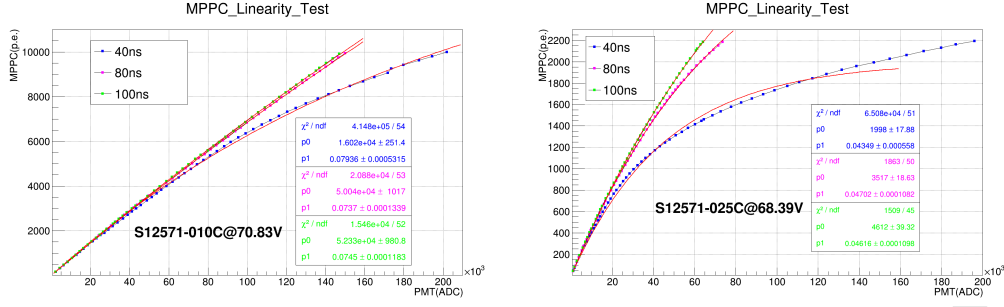 MPPC_Linearity_Test
MPPC(p.e.)
10000
8000
6000
4000
2000
40ns
80ns
100ns
χ² / ndf 4.148e+05 / 54
p0 1.602e+04 ± 251.4
p1 0.07936 ± 0.0005315
χ² / ndf 2.088e+04 / 53
p0 5.004e+04 ± 1017
p1 0.0737 ± 0.0001339
χ² / ndf 1.546e+04 / 52
p0 5.233e+04 ± 980.8
p1 0.0745 ± 0.0001183
S12571-010C@70.83V
20 40 60 80 100 120 140 160 180 200
×10³
PMT(ADC)
MPPC_Linearity_Test
MPPC(p.e.)
2200
2000
1800
1600
1400
1200
1000
800
600
400
200
40ns
80ns
100ns
χ² / ndf 6.508e+04 / 51
p0 1998 ± 17.88
p1 0.04349 ± 0.000558
χ² / ndf 1863 / 50
p0 3517 ± 18.63
p1 0.04702 ± 0.0001082
χ² / ndf 1509 / 45
p0 4612 ± 39.32
p1 0.04616 ± 0.0001098
S12571-025C@68.39V
20 40 60 80 100 120 140 160 180 200
×10³
PMT(ADC)